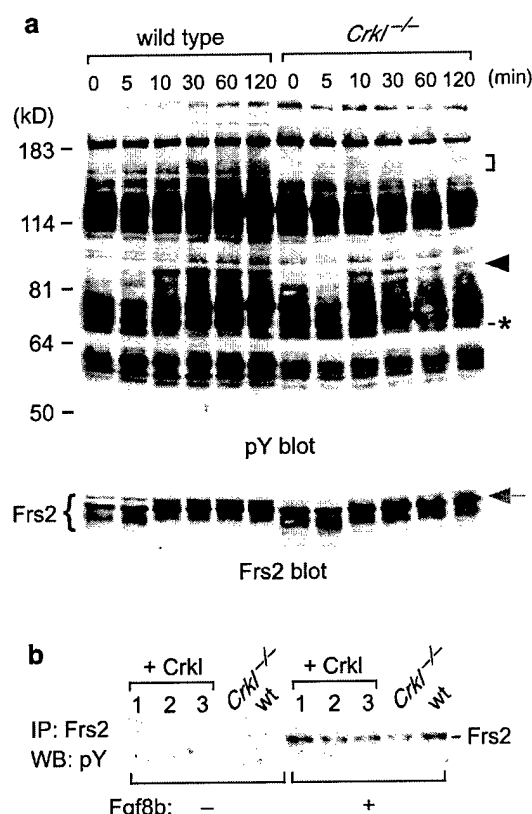 a
wild type Crkl–/–
0 5 10 30 60 120 0 5 10 30 60 120 (min)
(kD)
183
114
81
*
64
50
pY blot
Frs2
Frs2 blot
b
+ Crkl Crkl–/– wt + Crkl Crkl–/– wt
1 2 3 1 2 3
IP: Frs2
Frs2
WB: pY
Fgf8b: – +